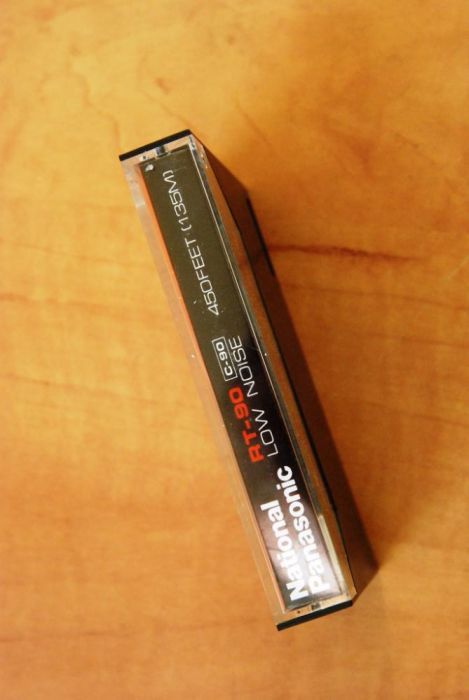 National
Panasonic
RT-90 C-90
LOW NOISE
450FEET (135M)